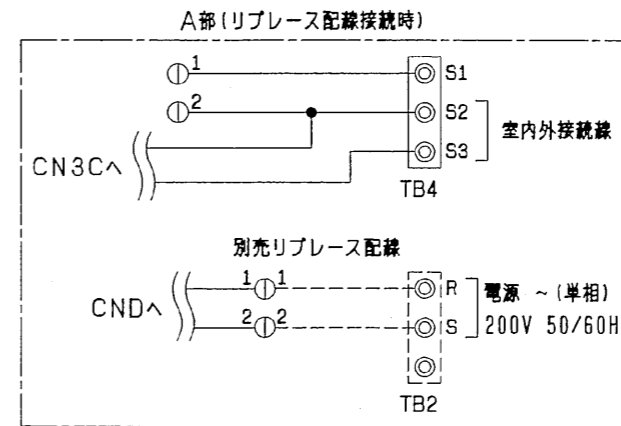 A部(リプレース配線接続時)
1 S1
2 S2
室内外接続線
CN3Cへ S3
TB4
別売リプレース配線
1 1 R 電源 ~(単相)
CNDへ
2 2 S 200V 50/60H
TB2